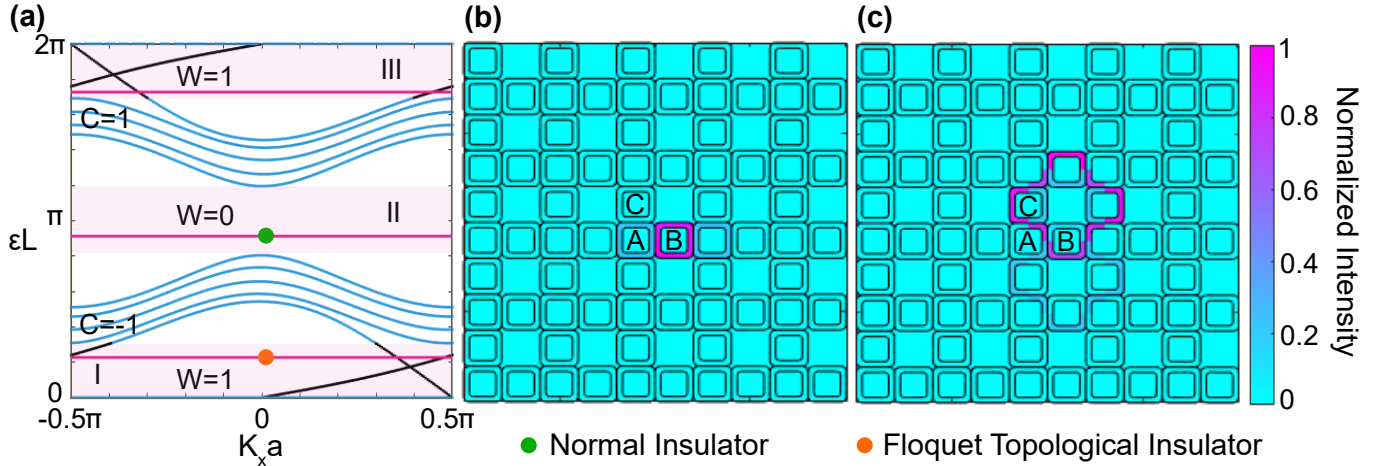 (a)
2π
W=1
III
C=1
π
W=0
II
εL
C=-1
I
W=1
0
-0.5π
0
0.5π
Kₓa
(b)
C
A
B
(c)
C
A
B
1
0.8
0.6
0.4
0.2
0
Normalized Intensity
Normal Insulator
Floquet Topological Insulator